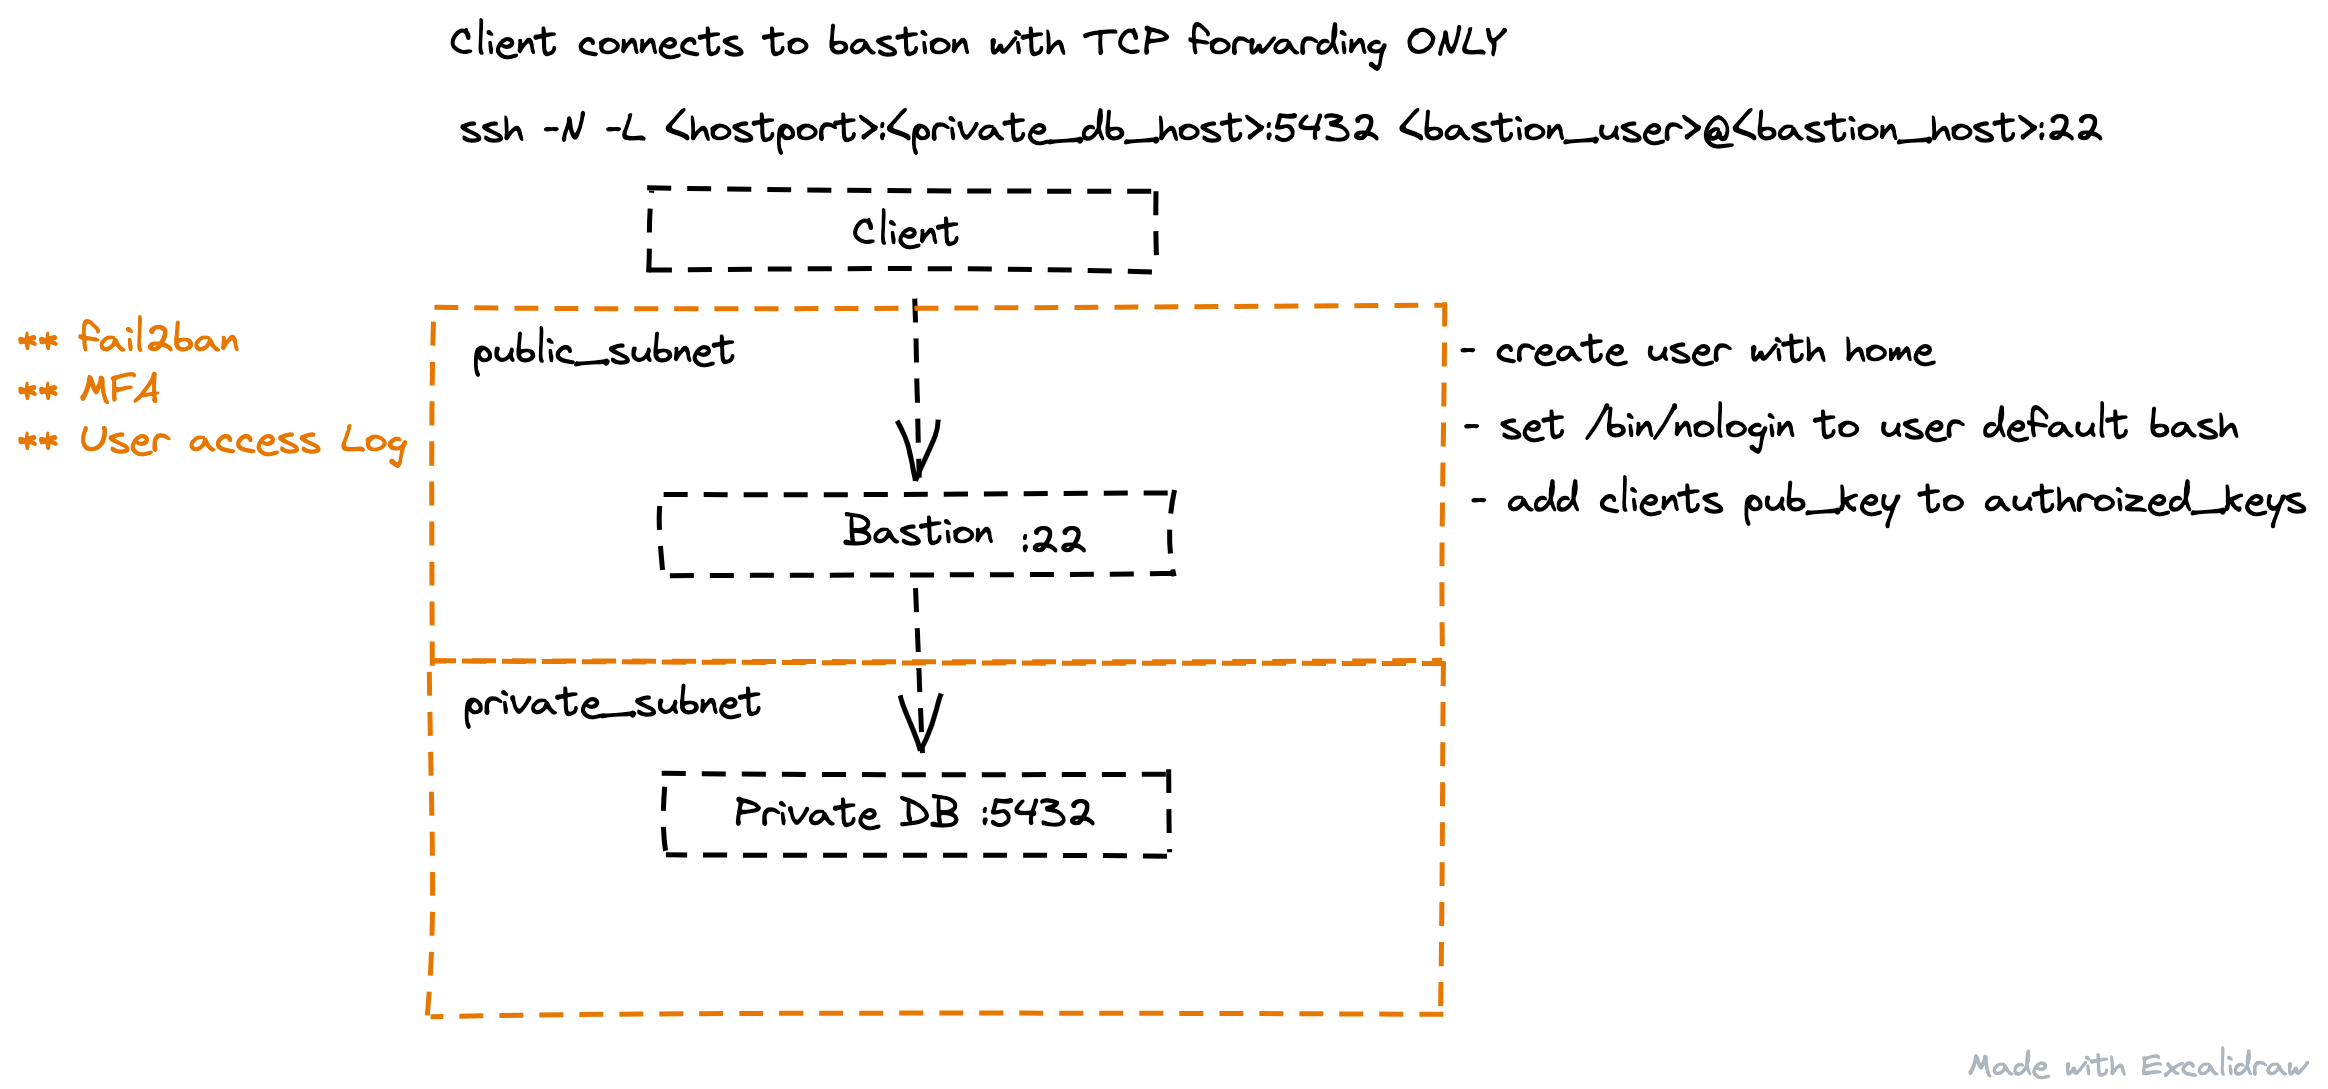 Client connects to bastion with TCP forwarding ONLY
ssh -N -L <hostport>:<private_db_host>:5432 <bastion_user>@<bastion_host>:22
Client
** fail2ban
** MFA
** User access Log
public_subnet
- create user with home
- set /bin/nologin to user default bash
- add clients pub_key to authroized_keys
Bastion :22
private_subnet
Private DB :5432
Made with Excalidraw